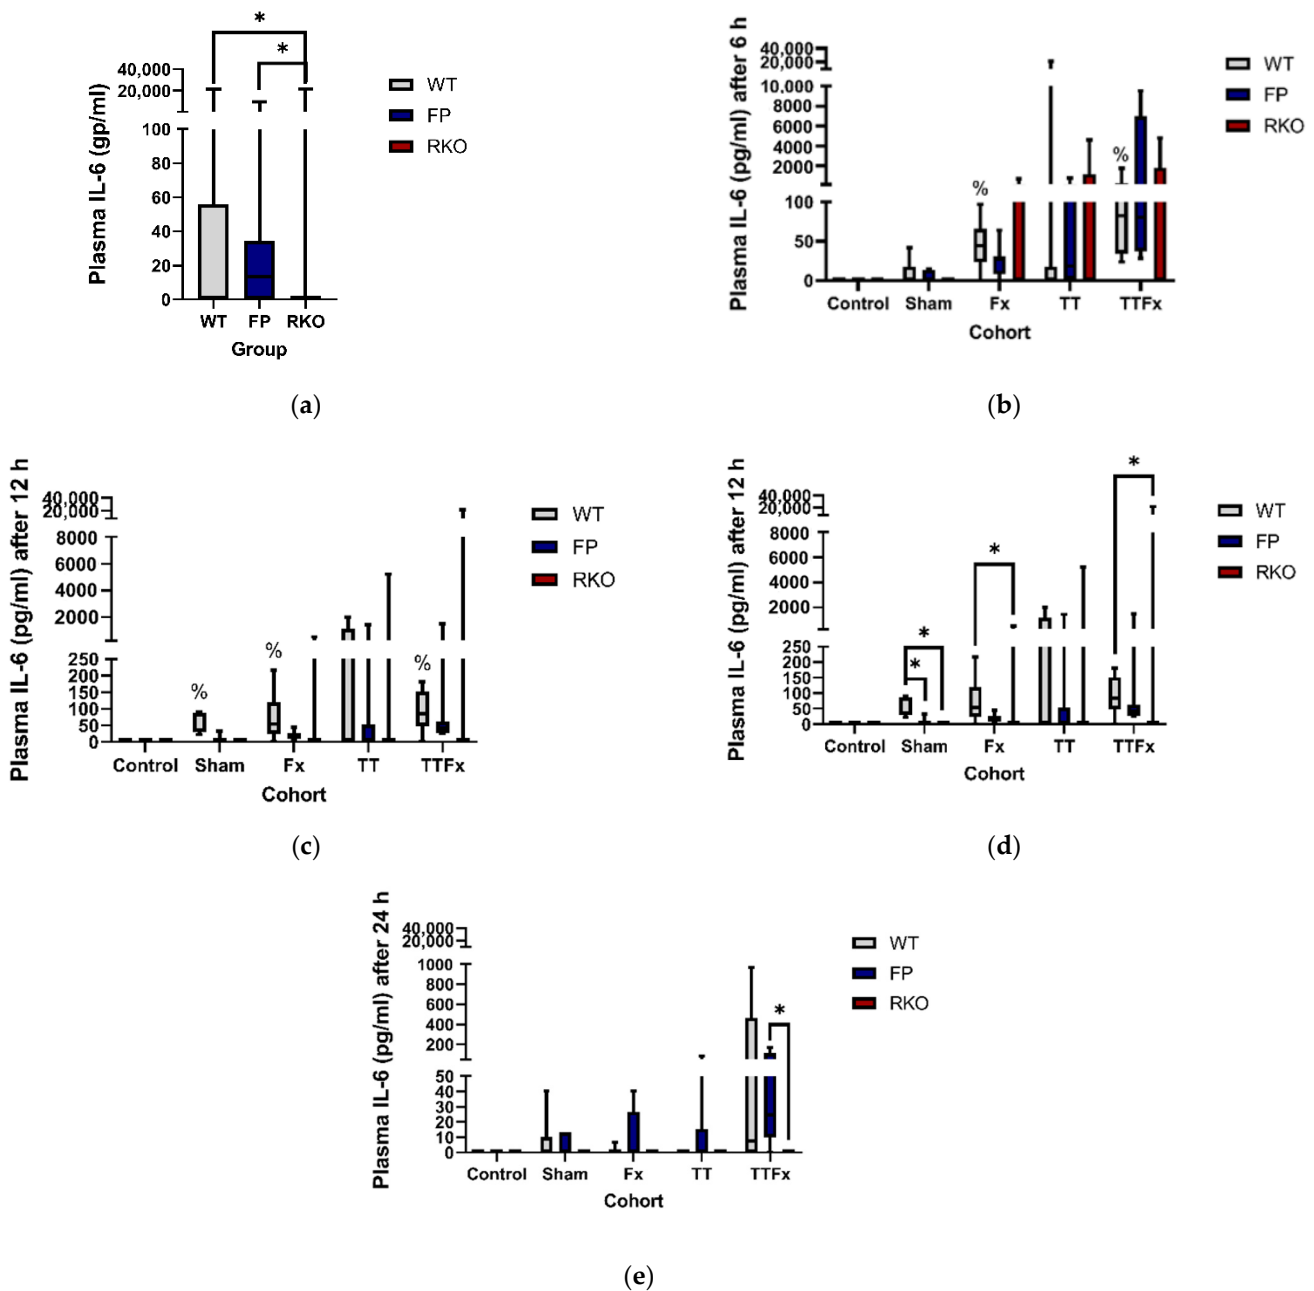 *
*
Plasma IL-6 (gp/ml)
40,000
20,000
100
80
60
40
20
0
WT FP RKO
Group
WT
FP
RKO
(a)
Plasma IL-6 (pg/ml) after 6 h
40,000
20,000
10,000
8000
6000
4000
2000
100
50
0
%
%
Control Sham Fx TT TTFx
Cohort
WT
FP
RKO
(b)
Plasma IL-6 (pg/ml) after 12 h
40,000
20,000
8000
6000
4000
2000
250
200
150
100
50
0
%
%
%
Control Sham Fx TT TTFx
Cohort
WT
FP
RKO
(c)
Plasma IL-6 (pg/ml) after 12 h
40,000
20,000
8000
6000
4000
2000
250
200
150
100
50
0
*
*
*
*
Control Sham Fx TT TTFx
Cohort
WT
FP
RKO
(d)
Plasma IL-6 (pg/ml) after 24 h
40,000
20,000
1000
800
600
400
200
50
40
30
20
10
0
*
Control Sham Fx TT TTFx
Cohort
WT
FP
RKO
(e)